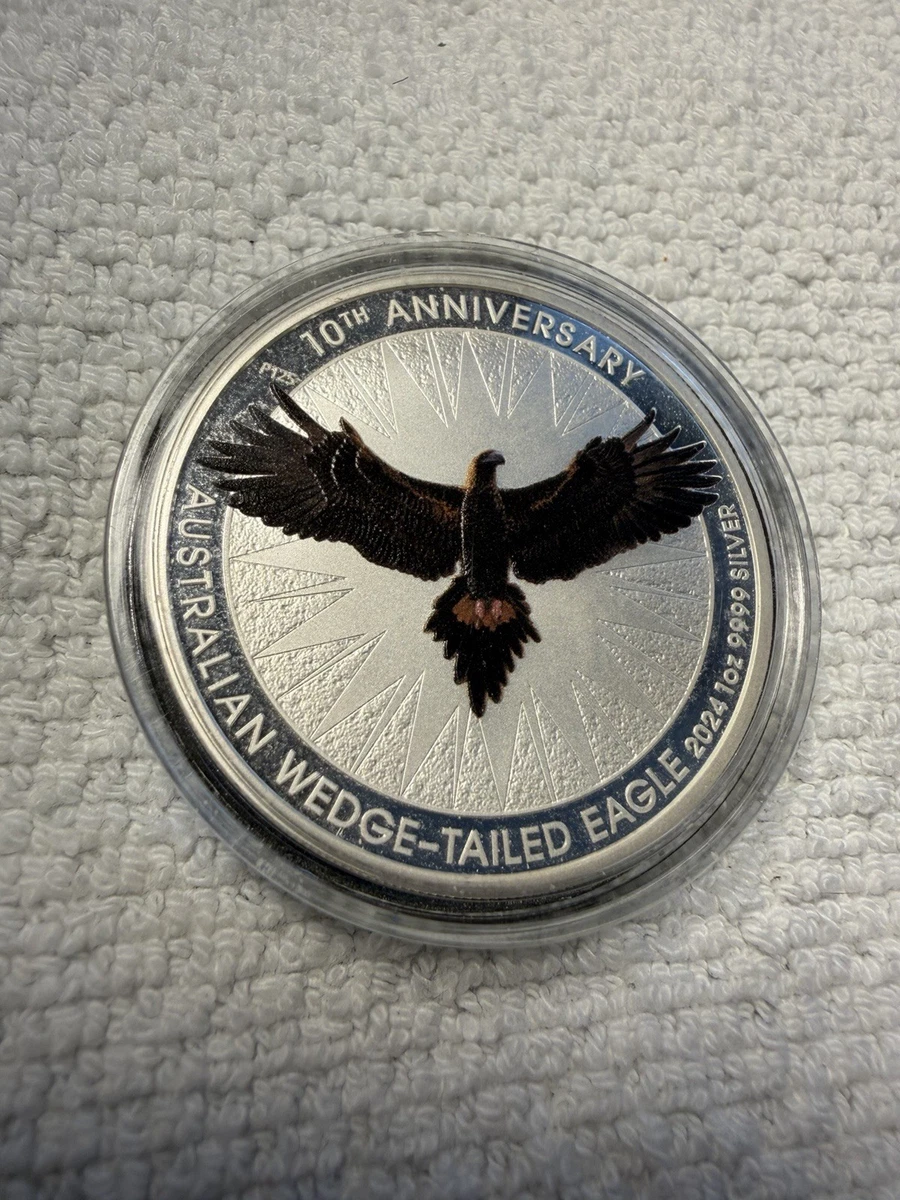 10TH ANNIVERSARY
AUSTRALIAN WEDGE-TAILED EAGLE 2024 1oz 9999 SILVER